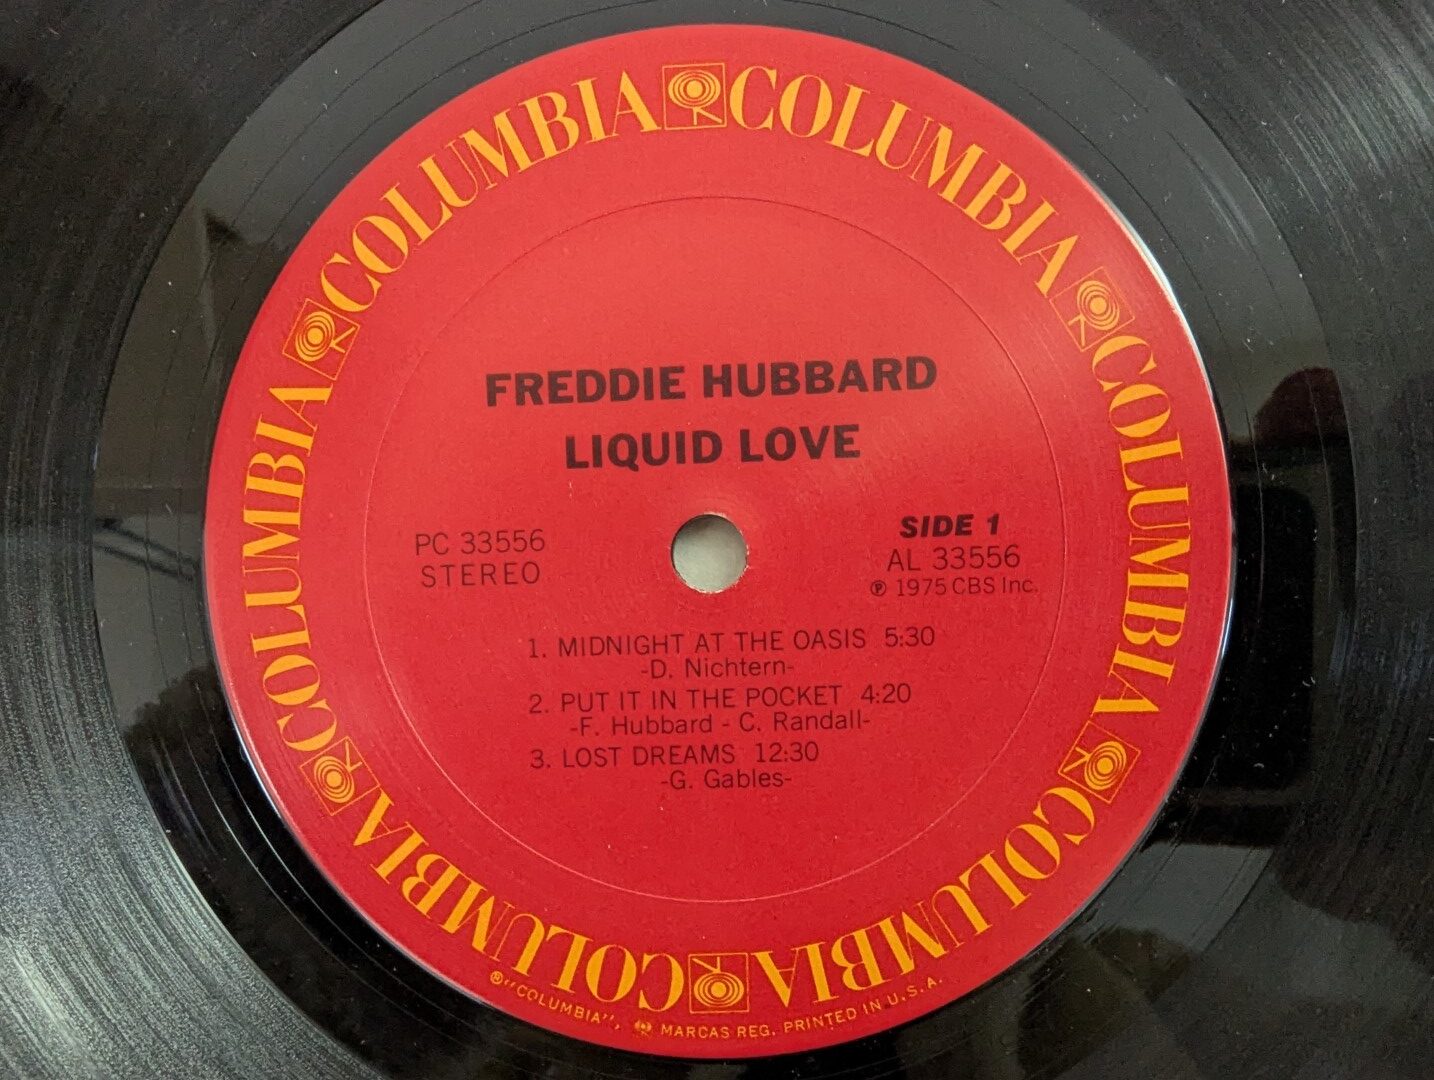 COLUMBIA COLUMBIA COLUMBIA COLUMBIA COLUMBIA COLUMBIA
FREDDIE HUBBARD
LIQUID LOVE
PC 33556
STEREO
SIDE 1
AL 33556
℗ 1975 CBS Inc.
1. MIDNIGHT AT THE OASIS 5:30
-D. Nichtern-
2. PUT IT IN THE POCKET 4:20
-F. Hubbard - C. Randall-
3. LOST DREAMS 12:30
-G. Gables-
®"COLUMBIA", MARCAS REG. PRINTED IN U.S.A.